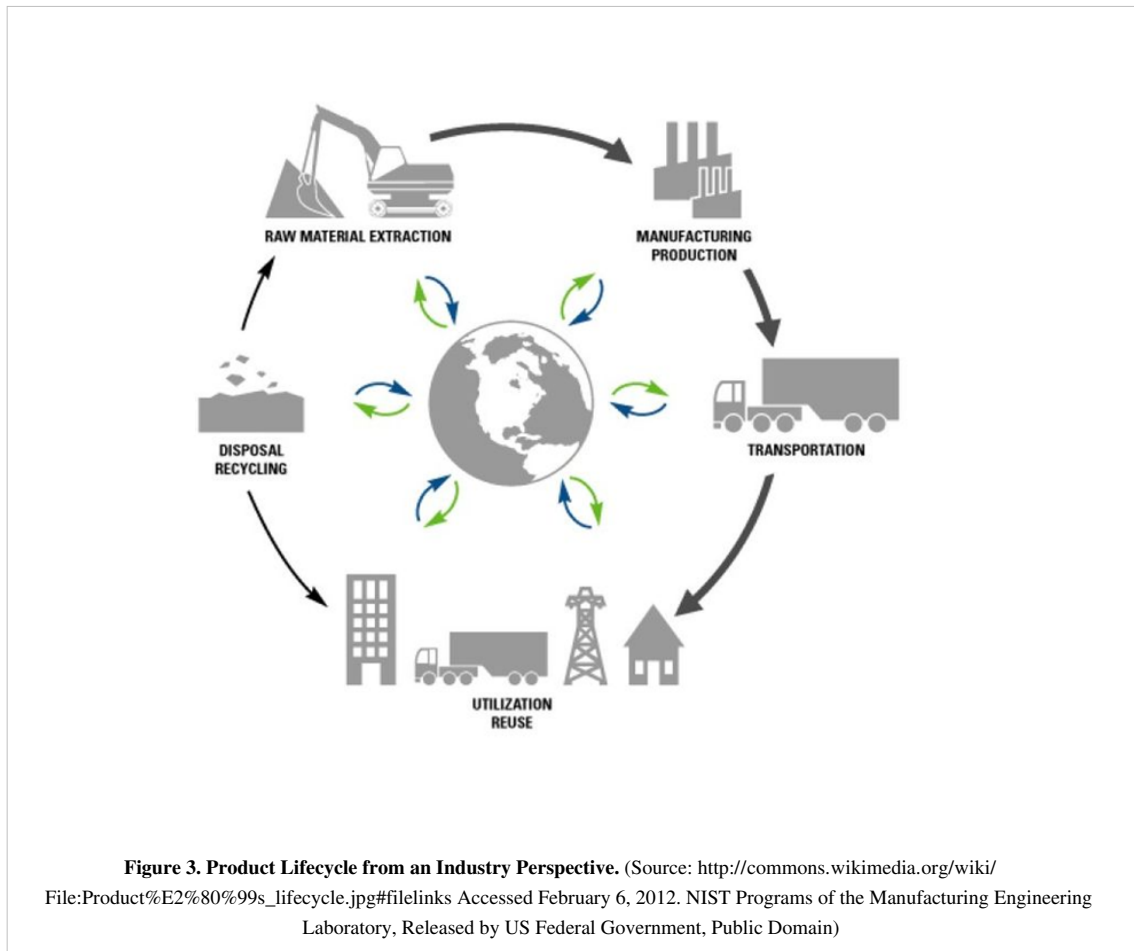 RAW MATERIAL EXTRACTION
MANUFACTURING
PRODUCTION
DISPOSAL
RECYCLING
TRANSPORTATION
UTILIZATION
REUSE
Figure 3. Product Lifecycle from an Industry Perspective. (Source: http://commons.wikimedia.org/wiki/
File:Product%E2%80%99s_lifecycle.jpg#filelinks Accessed February 6, 2012. NIST Programs of the Manufacturing Engineering
Laboratory, Released by US Federal Government, Public Domain)